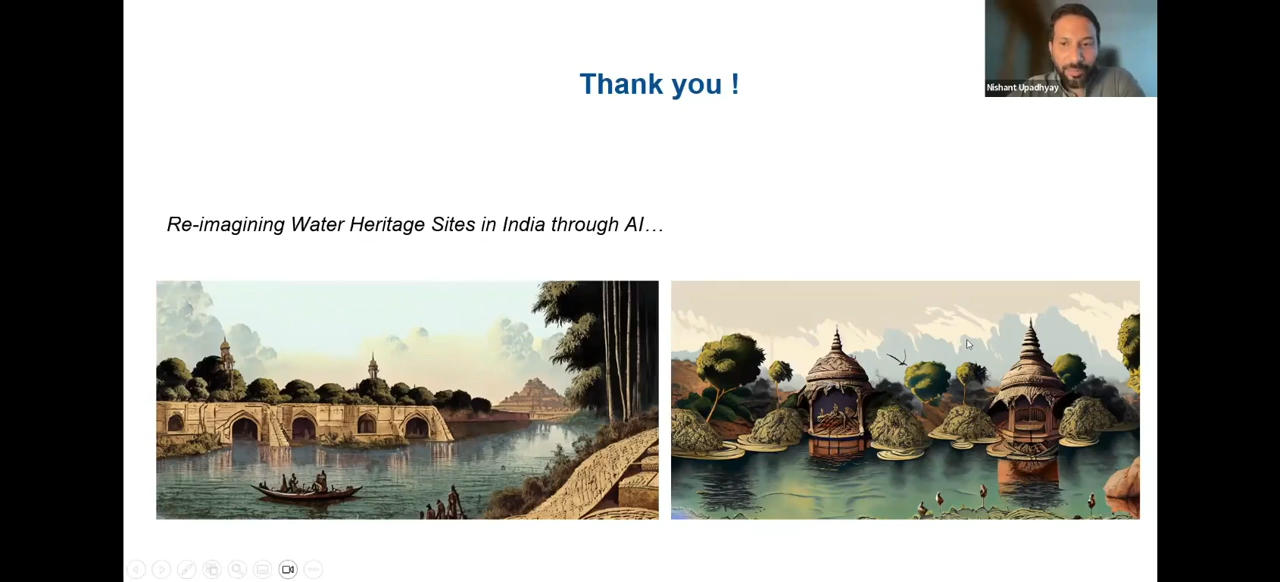 Thank you !
Nishant Upadhyay
Re-imagining Water Heritage Sites in India through AI…